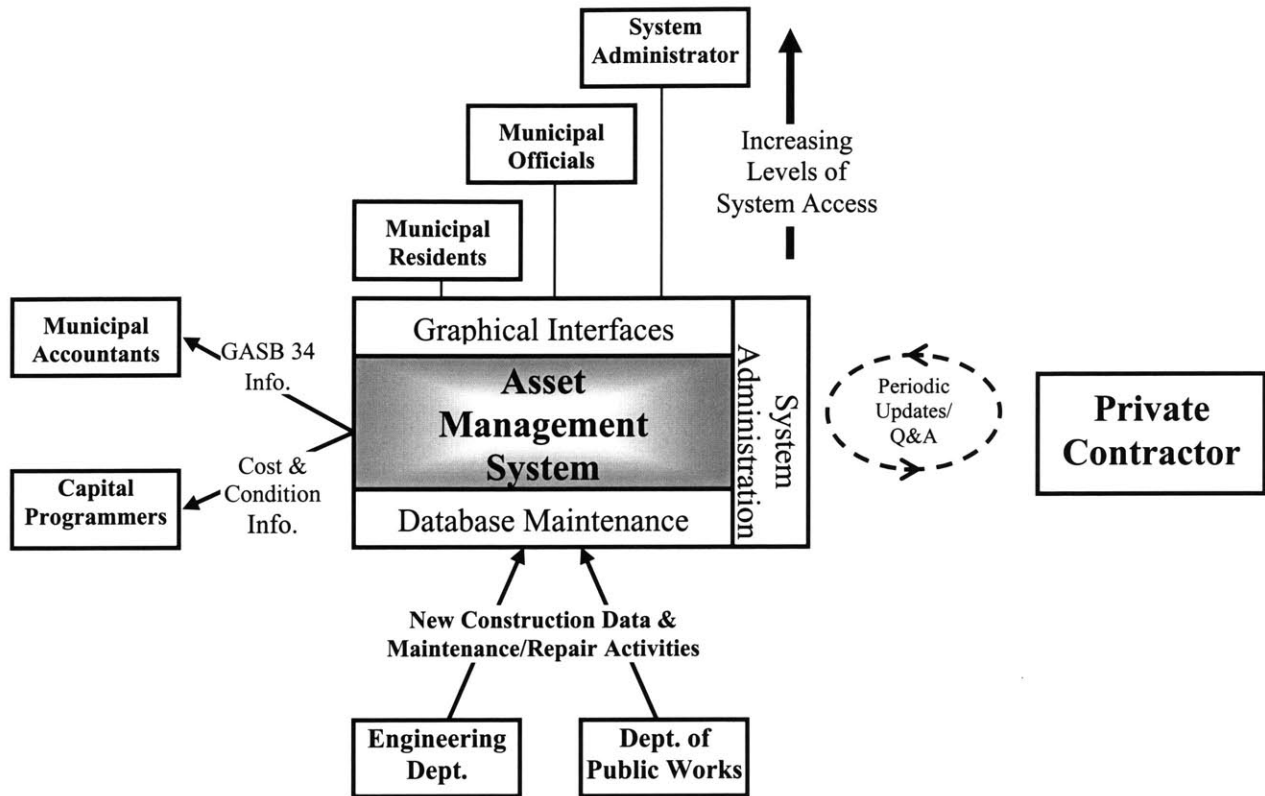 System
Administrator
Increasing
Levels of
System Access
Municipal
Officials
Municipal
Residents
Municipal
Accountants
GASB 34
Info.
Graphical Interfaces
Asset
Management
System
System
Administration
Periodic
Updates/
Q&A
Private
Contractor
Capital
Programmers
Cost &
Condition
Info.
Database Maintenance
New Construction Data &
Maintenance/Repair Activities
Engineering
Dept.
Dept. of
Public Works